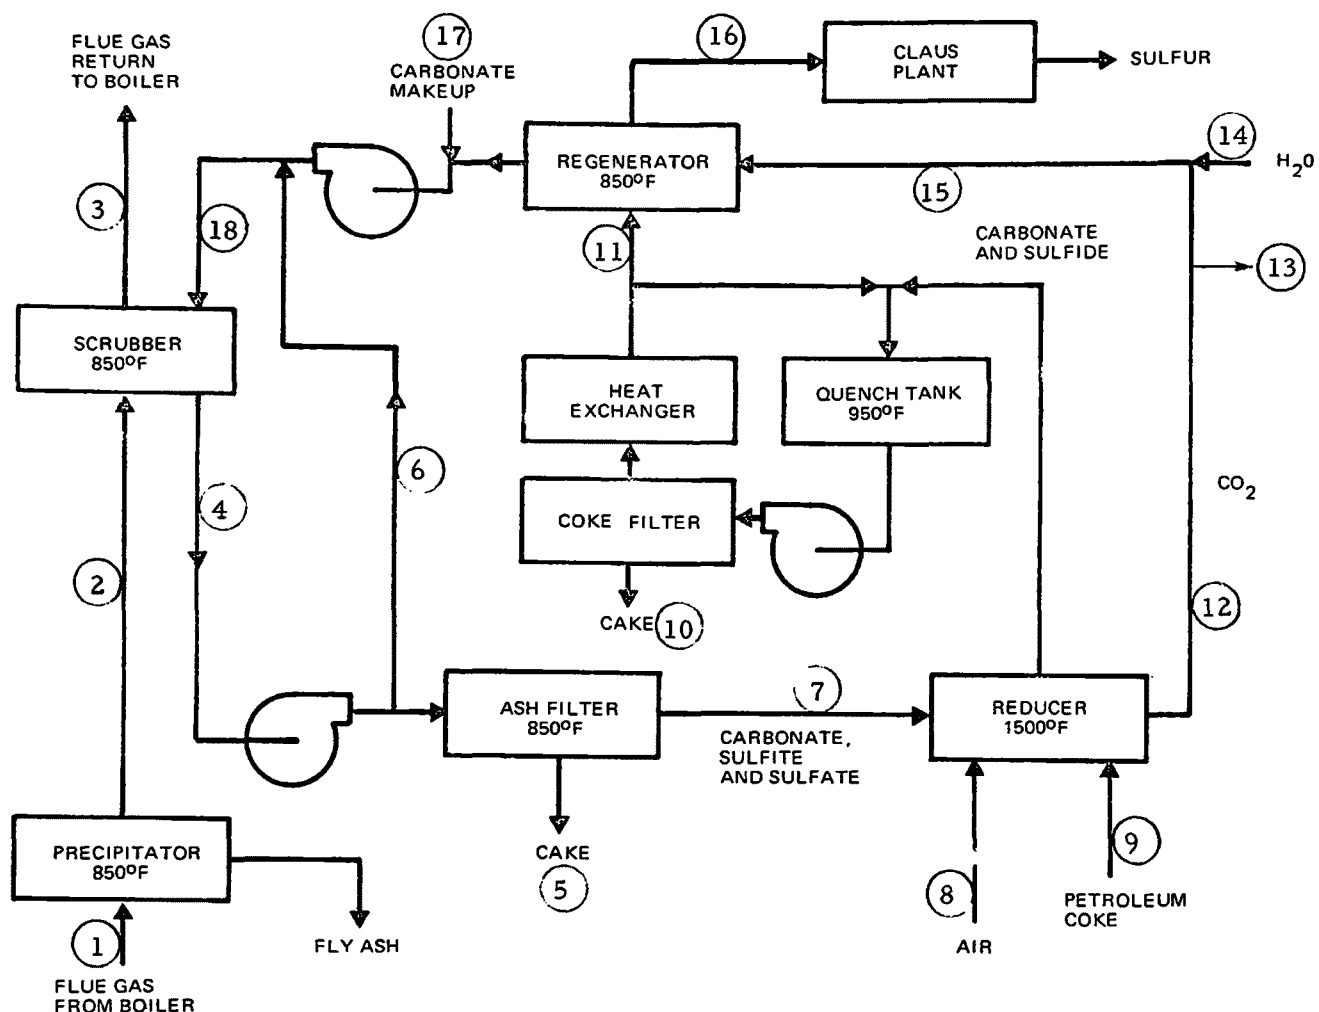 FLUE GAS
RETURN
TO BOILER
17
CARBONATE
MAKEUP
16
CLAUS
PLANT
SULFUR
REGENERATOR
850°F
14
H2O
15
3
18
11
CARBONATE
AND SULFIDE
13
SCRUBBER
850°F
HEAT
EXCHANGER
QUENCH TANK
950°F
6
4
COKE FILTER
CO2
2
CAKE
10
12
7
ASH FILTER
850°F
REDUCER
1500°F
CARBONATE,
SULFITE
AND SULFATE
PRECIPITATOR
850°F
CAKE
5
9
8
PETROLEUM
COKE
1
FLY ASH
AIR
FLUE GAS
FROM BOILER